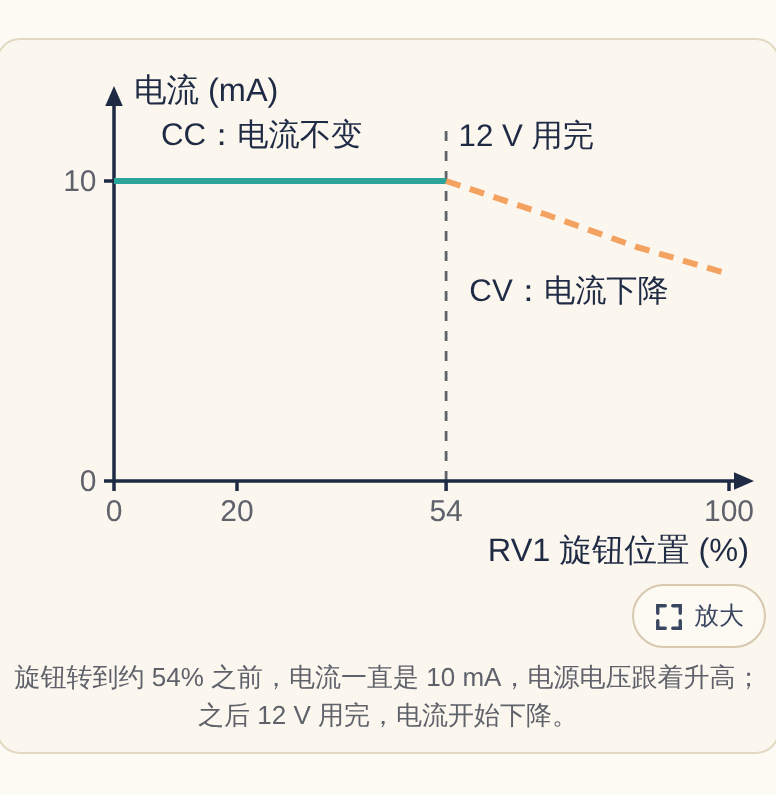 电流 (mA)
CC：电流不变
12 V 用完
10
CV：电流下降
0
0 20 54 100
RV1 旋钮位置 (%)
放大
旋钮转到约 54% 之前，电流一直是 10 mA，电源电压跟着升高；
之后 12 V 用完，电流开始下降。